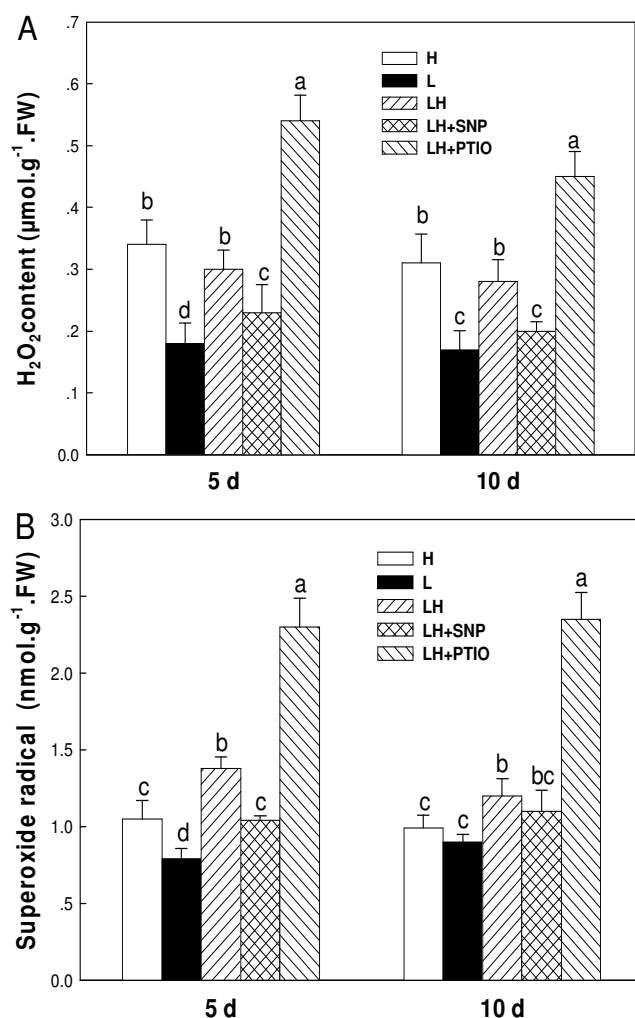 A
.7
.6
.5
.4
.3
.2
.1
0.0
H₂O₂content (µmol.g⁻¹.FW)
H
L
LH
LH+SNP
LH+PTIO
b
d
b
c
a
b
c
b
c
a
5 d
10 d
B
3.0
2.5
2.0
1.5
1.0
.5
0.0
Superoxide radical (nmol.g⁻¹.FW)
H
L
LH
LH+SNP
LH+PTIO
c
d
b
c
a
c
c
b
bc
a
5 d
10 d